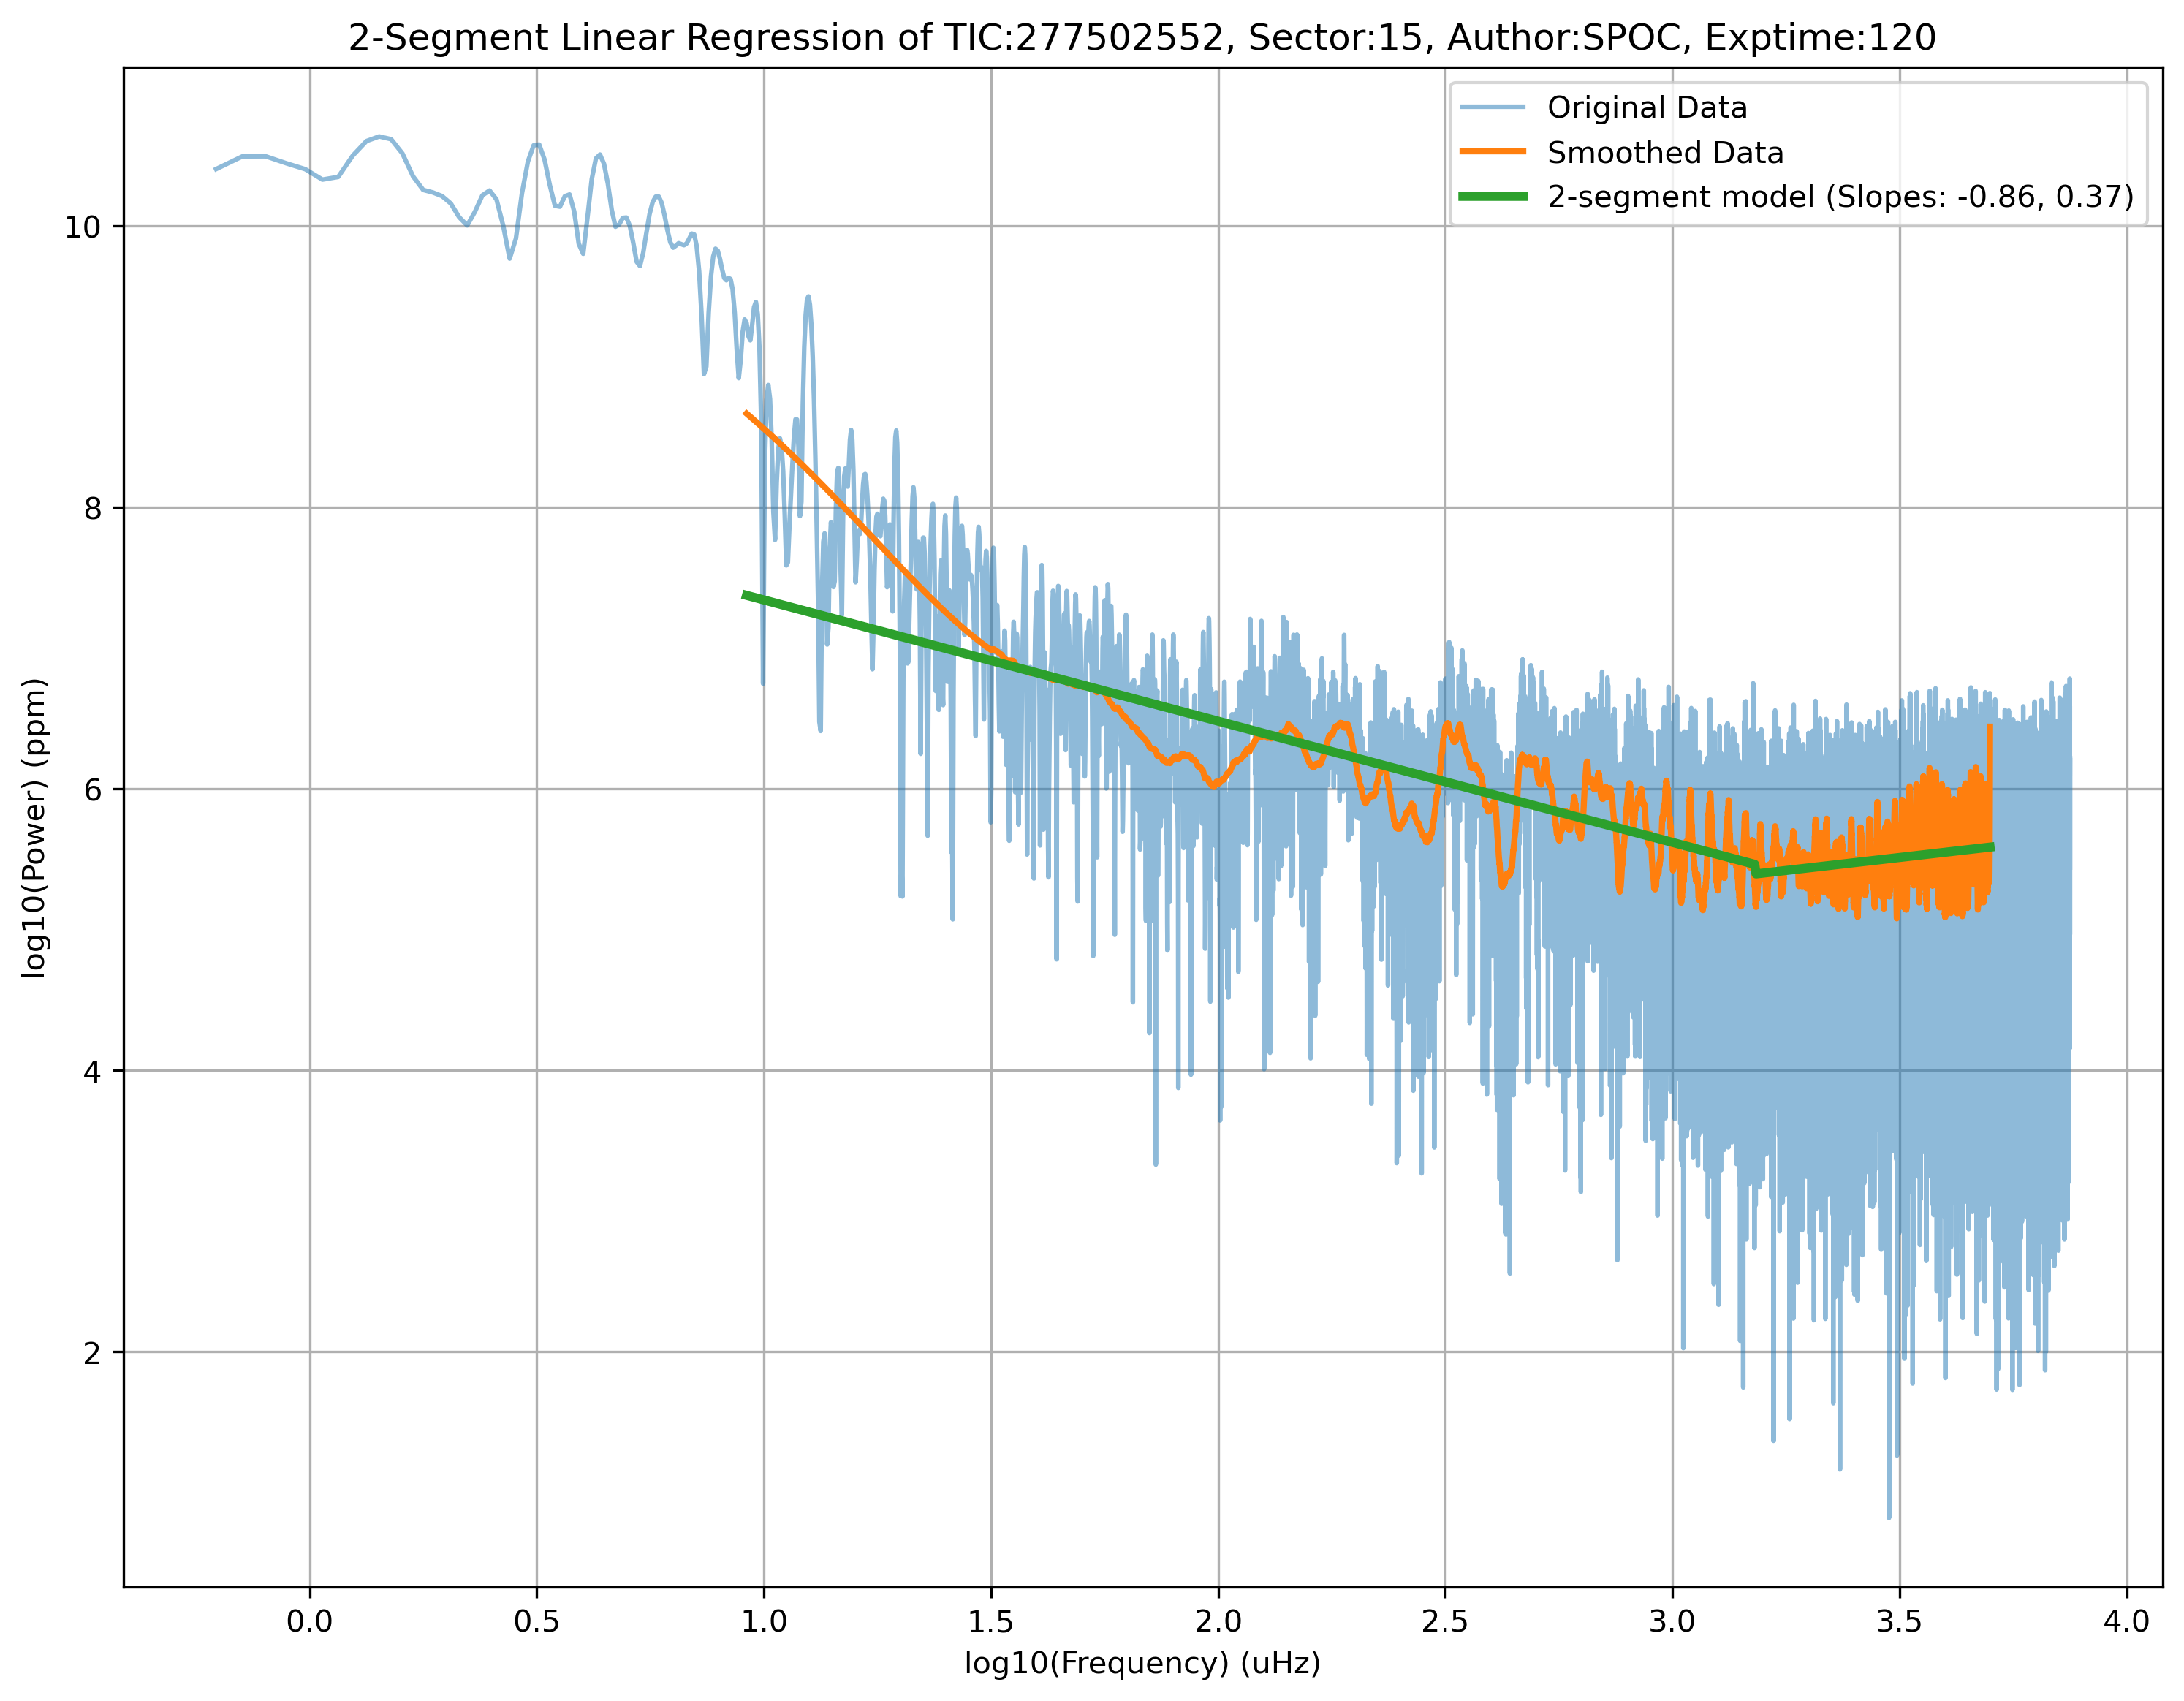 2-Segment Linear Regression of TIC:277502552, Sector:15, Author:SPOC, Exptime:120
Original Data
Smoothed Data
2-segment model (Slopes: -0.86, 0.37)
log10(Power) (ppm)
10
8
6
4
2
0.0 0.5 1.0 1.5 2.0 2.5 3.0 3.5 4.0
log10(Frequency) (uHz)